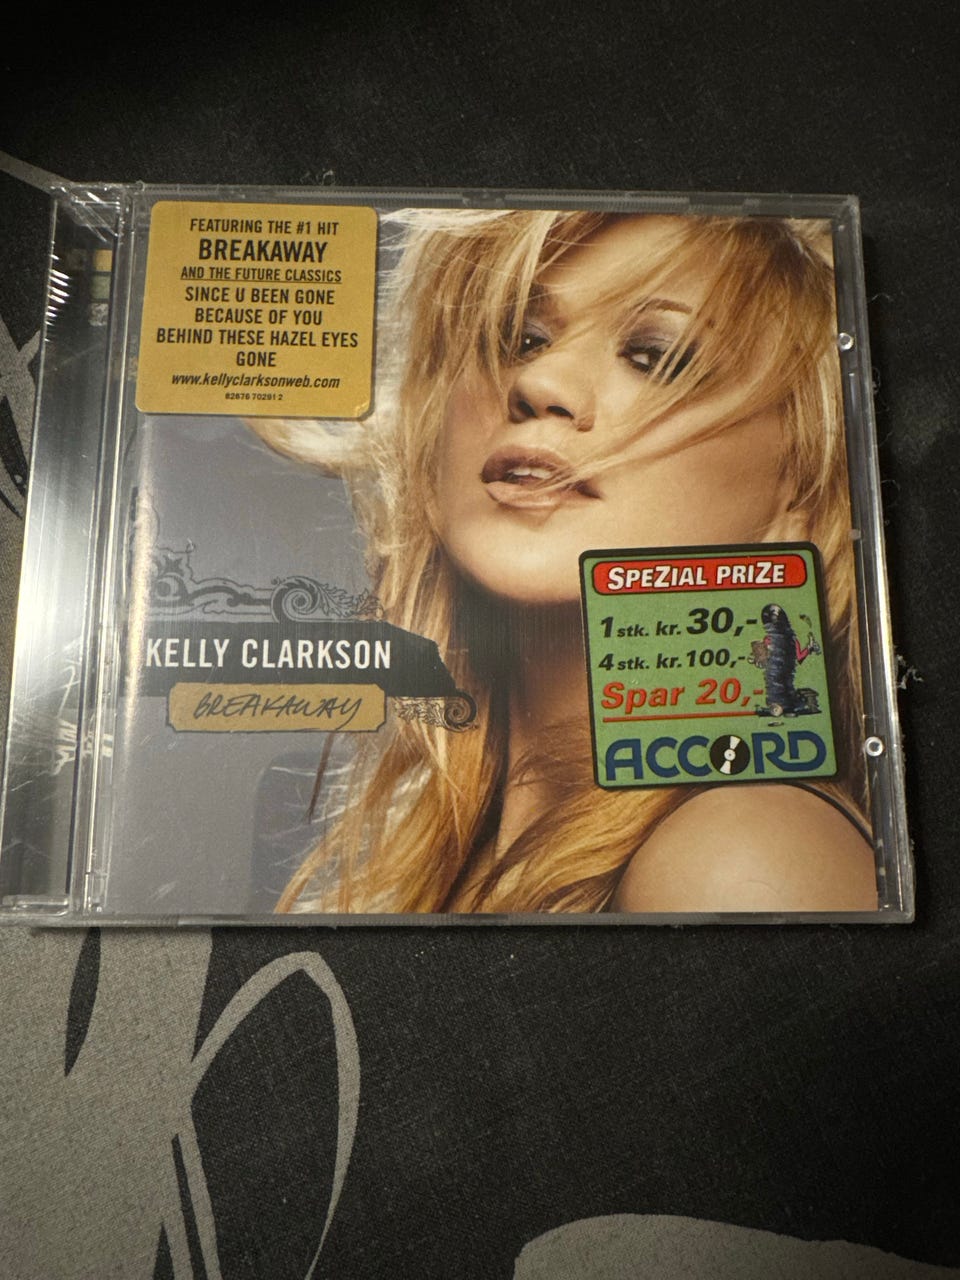 FEATURING THE #1 HIT
BREAKAWAY
AND THE FUTURE CLASSICS
SINCE U BEEN GONE
BECAUSE OF YOU
BEHIND THESE HAZEL EYES
GONE
www.kellyclarksonweb.com
82876 70291 2
KELLY CLARKSON
BREAKAWAY
SPEZIAL PRIZE
1 stk. kr. 30,-
4 stk. kr. 100,-
Spar 20,-
ACCORD